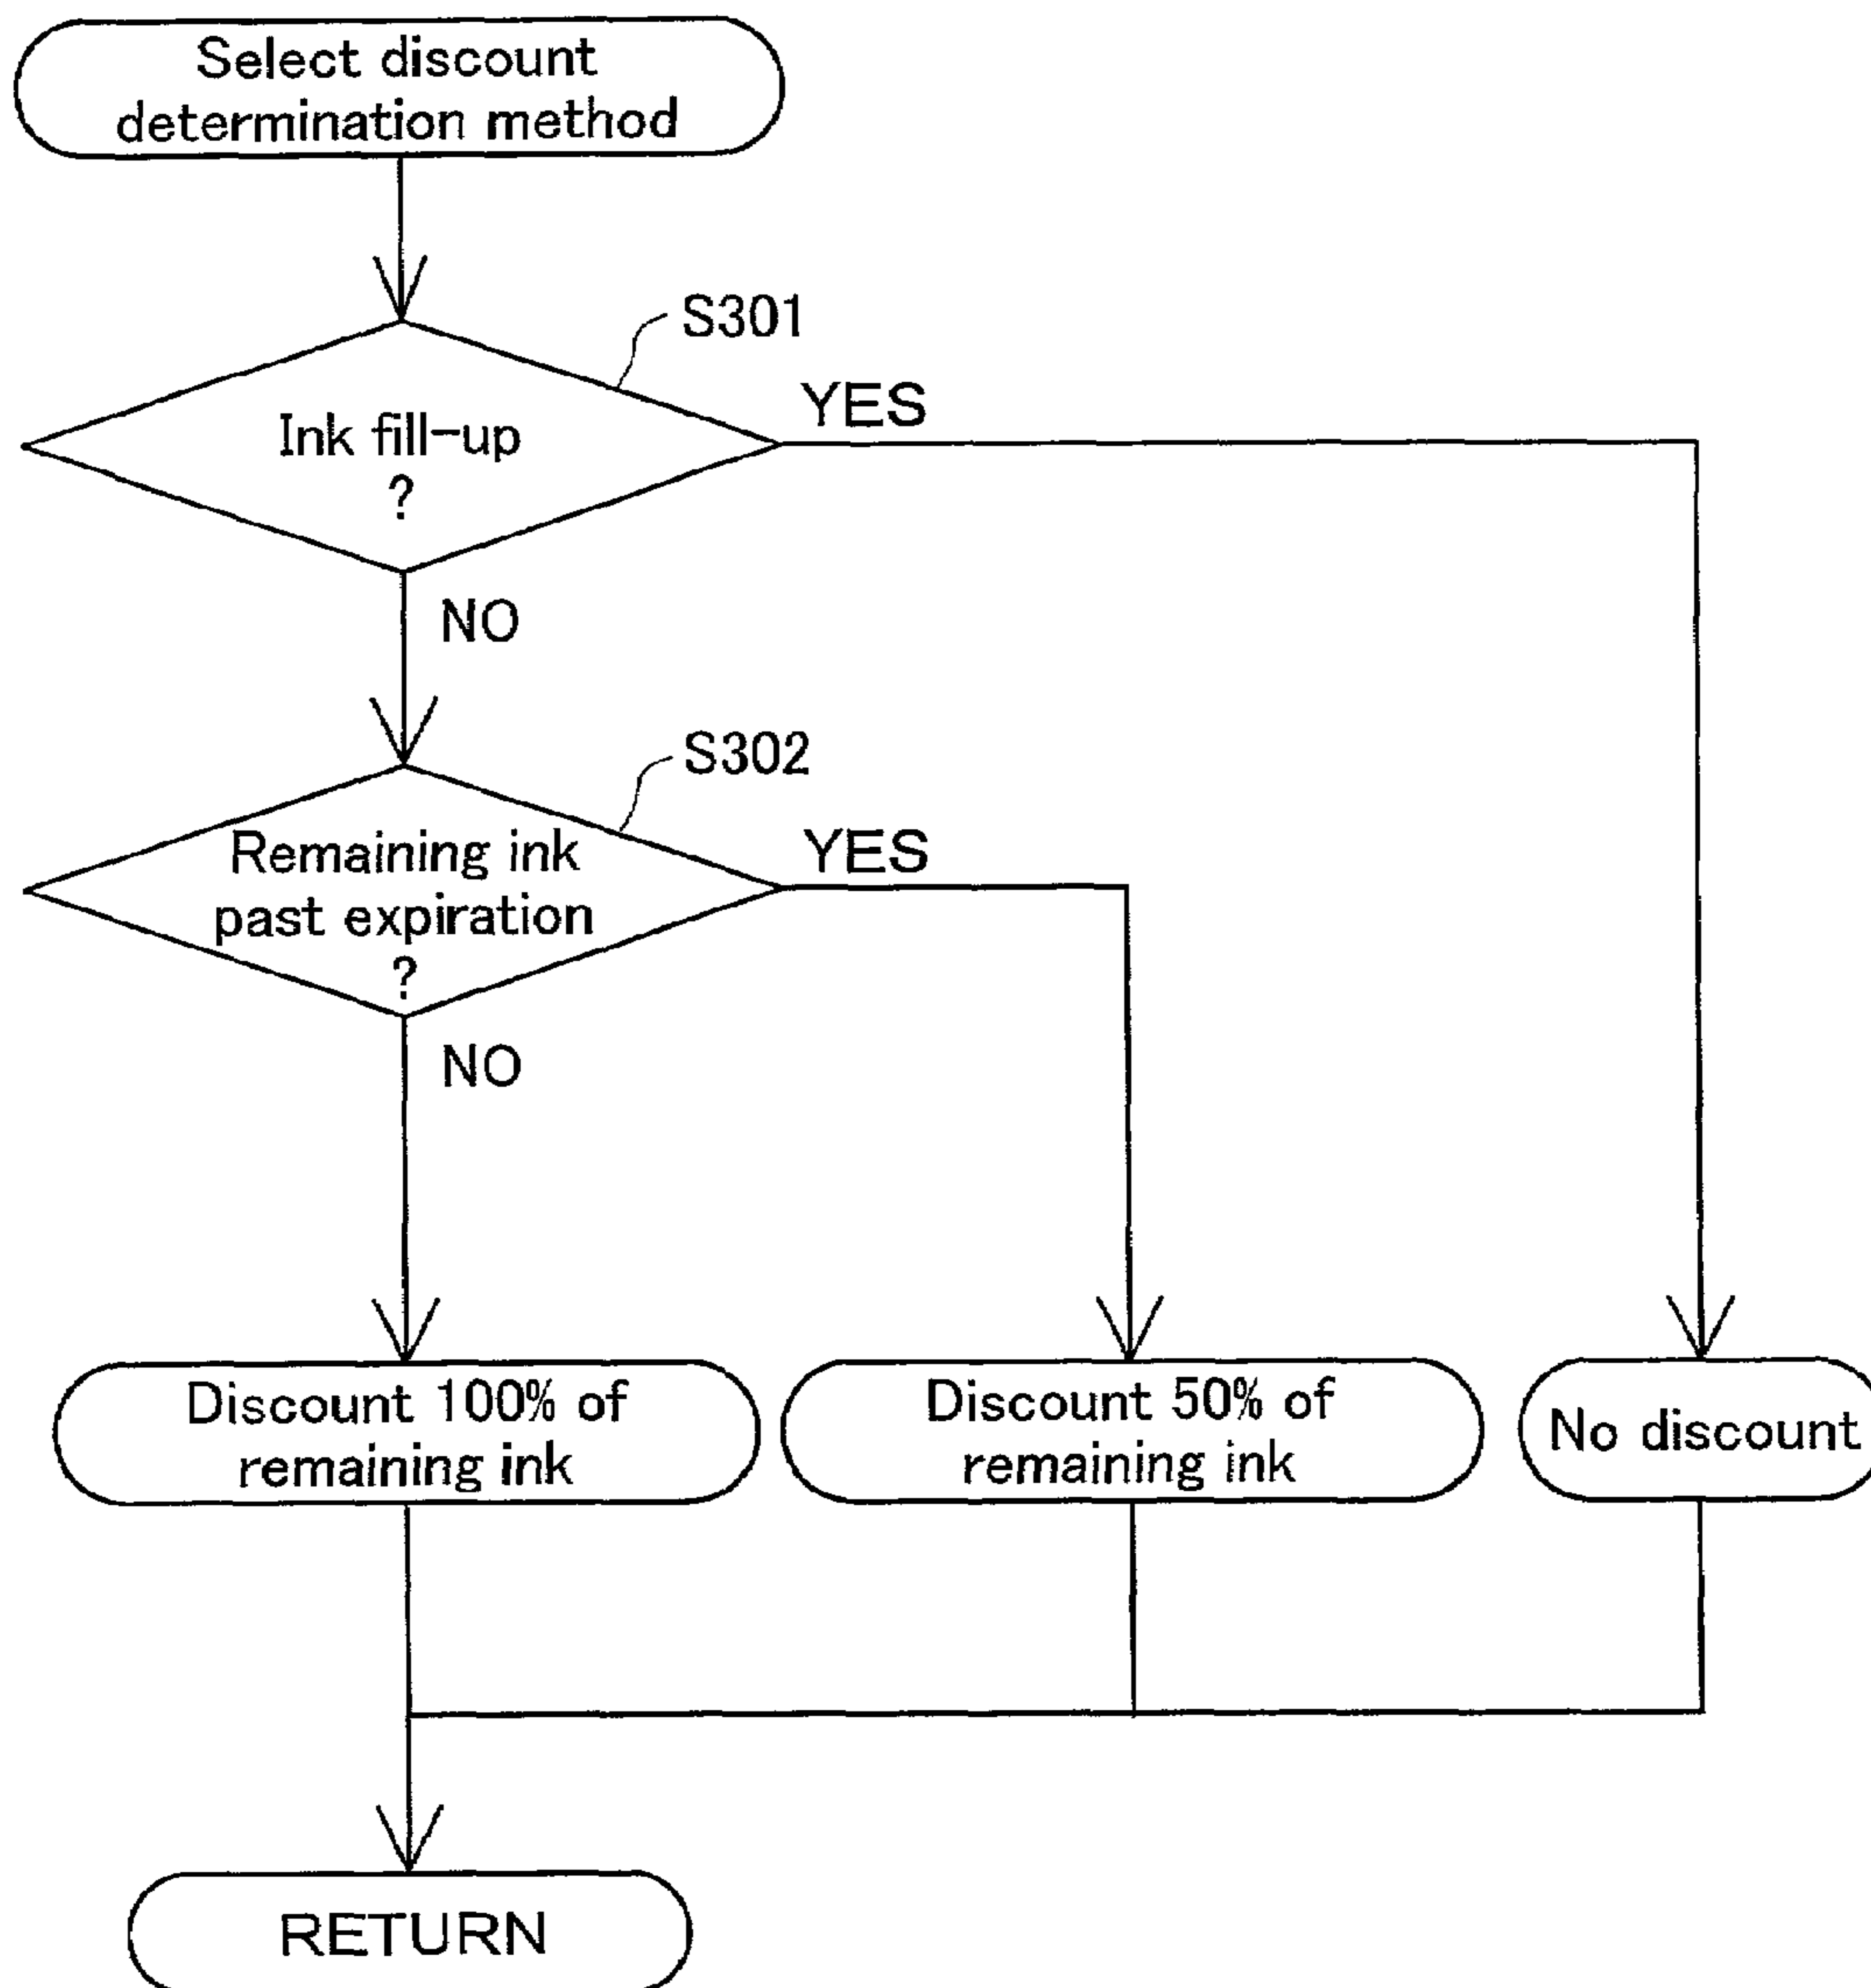 Select discount
determination method
S301
Ink fill-up
?
YES
NO
S302
Remaining ink
past expiration
?
YES
NO
Discount 100% of
remaining ink
Discount 50% of
remaining ink
No discount
RETURN